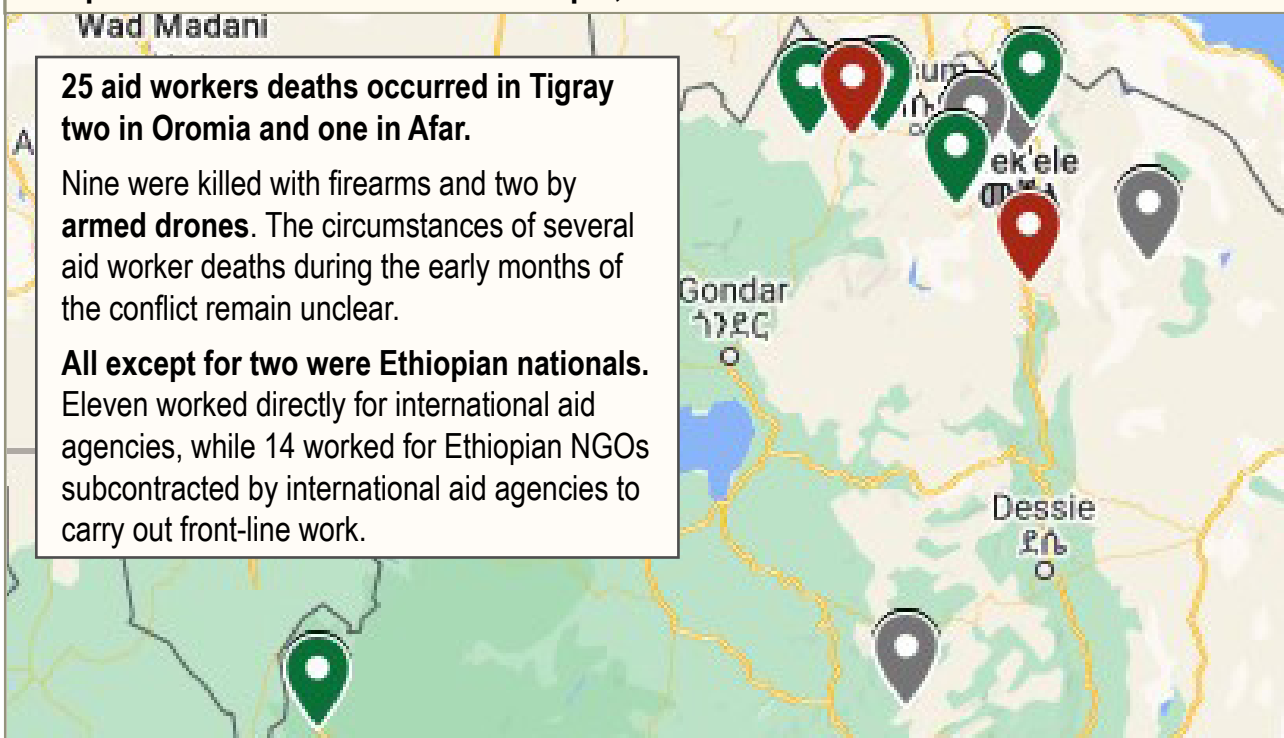 Wad Madani
25 aid workers deaths occurred in Tigray
two in Oromia and one in Afar.
Nine were killed with firearms and two by
armed drones. The circumstances of several
aid worker deaths during the early months of
the conflict remain unclear.
All except for two were Ethiopian nationals.
Eleven worked directly for international aid
agencies, while 14 worked for Ethiopian NGOs
subcontracted by international aid agencies to
carry out front-line work.
Gondar
ጎንደር
Dessie
ደሴ